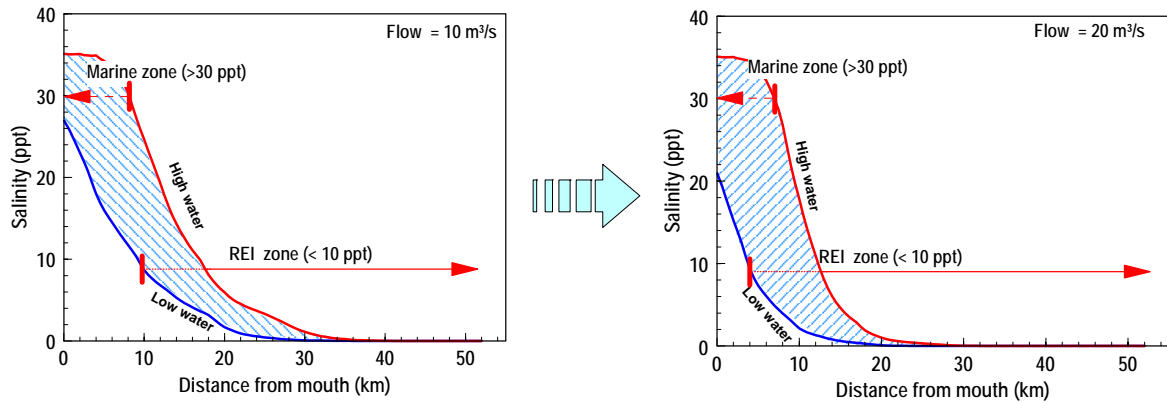 40
30
20
10
0
Salinity (ppt)
Flow = 10 m³/s
Marine zone (>30 ppt)
High water
REI zone (< 10 ppt)
Low water
0 10 20 30 40 50
Distance from mouth (km)
40
30
20
10
0
Salinity (ppt)
Flow = 20 m³/s
Marine zone (>30 ppt)
High water
REI zone (< 10 ppt)
Low water
0 10 20 30 40 50
Distance from mouth (km)